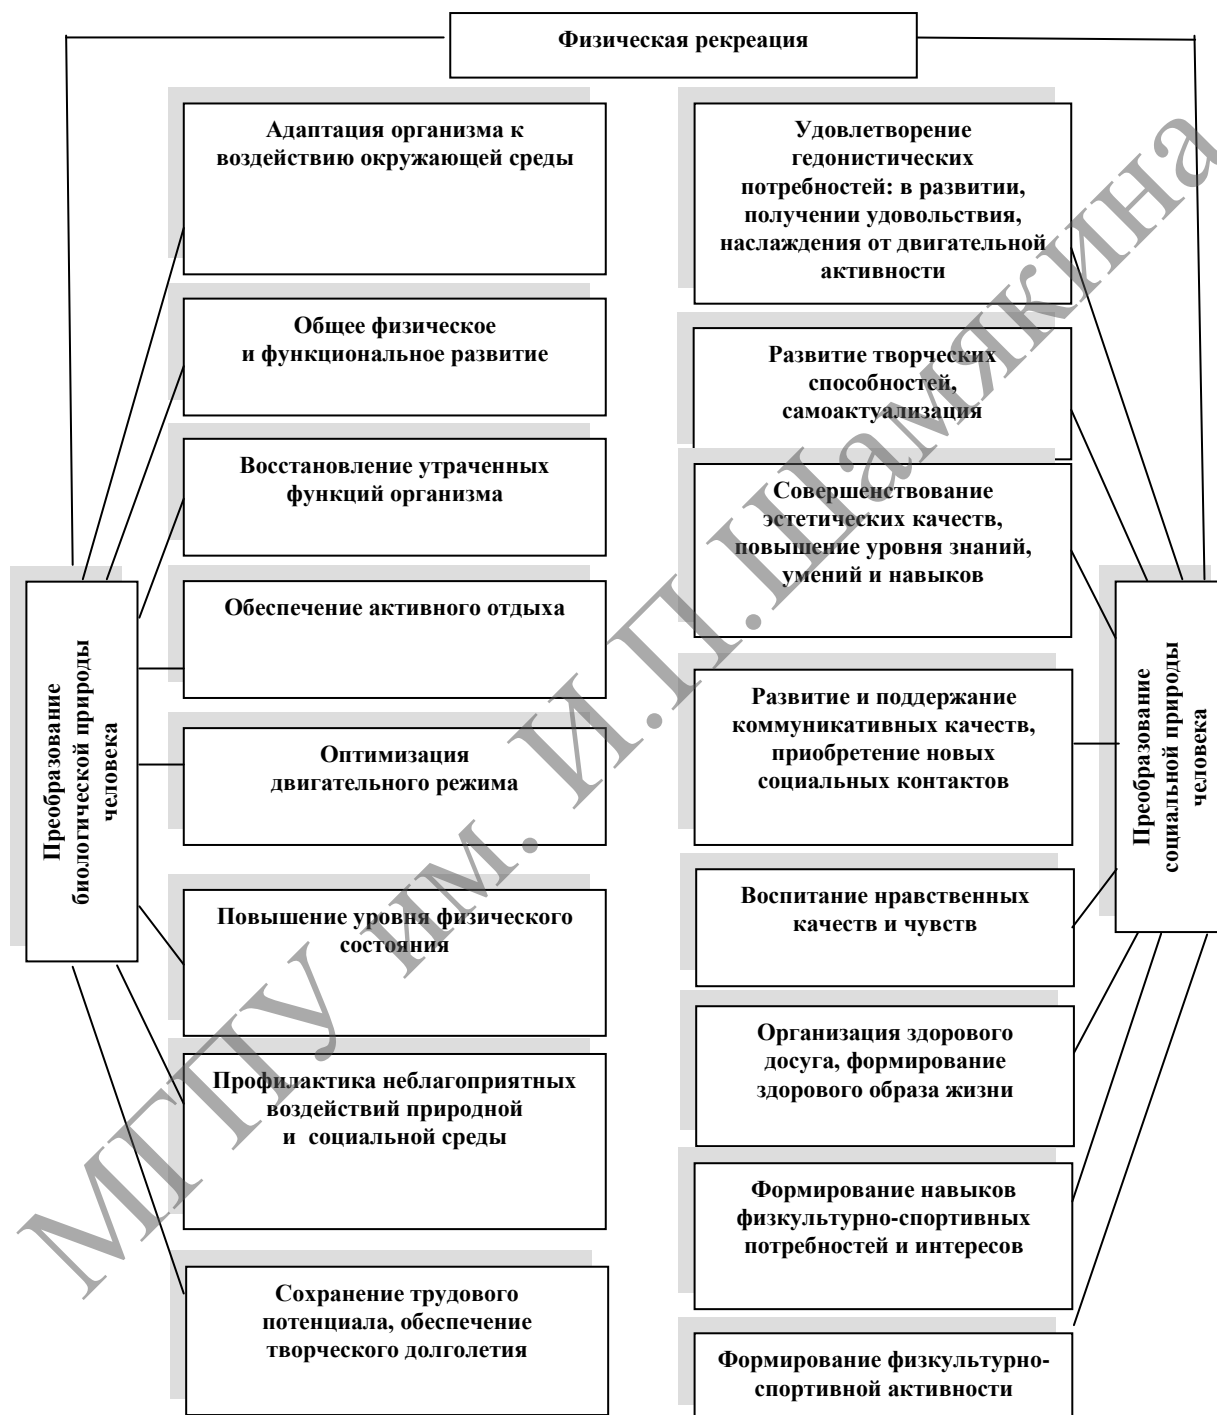 Физическая рекреация
Адаптация организма к
воздействию окружающей среды
Общее физическое
и функциональное развитие
Восстановление утраченных
функций организма
Обеспечение активного отдыха
Оптимизация
двигательного режима
Повышение уровня физического
состояния
Профилактика неблагоприятных
воздействий природной
и социальной среды
Сохранение трудового
потенциала, обеспечение
творческого долголетия
Преобразование
биологической природы
человека
Удовлетворение
гедонистических
потребностей: в развитии,
получении удовольствия,
наслаждения от двигательной
активности
Развитие творческих
способностей,
самоактуализация
Совершенствование
эстетических качеств,
повышение уровня знаний,
умений и навыков
Развитие и поддержание
коммуникативных качеств,
приобретение новых
социальных контактов
Воспитание нравственных
качеств и чувств
Организация здорового
досуга, формирование
здорового образа жизни
Формирование навыков
физкультурно-спортивных
потребностей и интересов
Формирование физкультурно-
спортивной активности
Преобразование
социальной природы
человека
МГПУ им. И.П.Шамякина